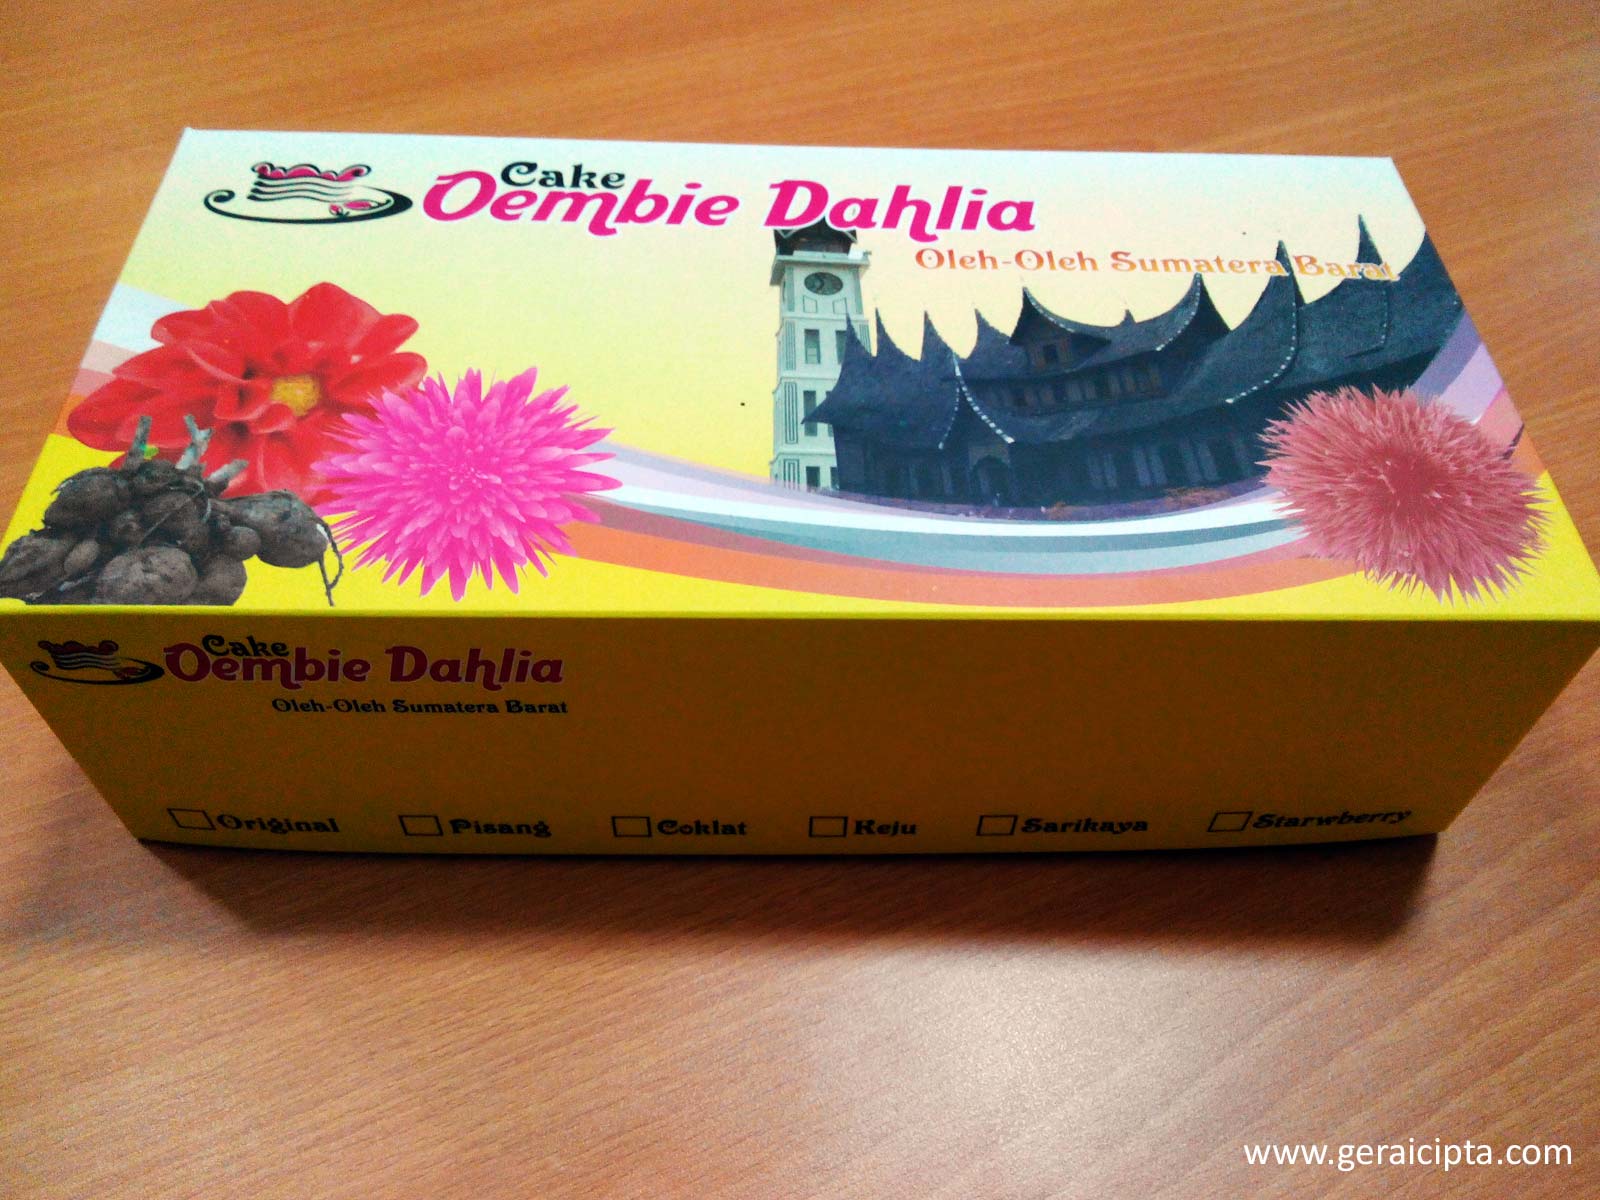 Cake
Oembie Dahlia
Oleh-Oleh Sumatera Barat
Cake
Oembie Dahlia
Oleh-Oleh Sumatera Barat
Original Pisang Coklat Keju Sarikaya Starwberry
www.geraicipta.com